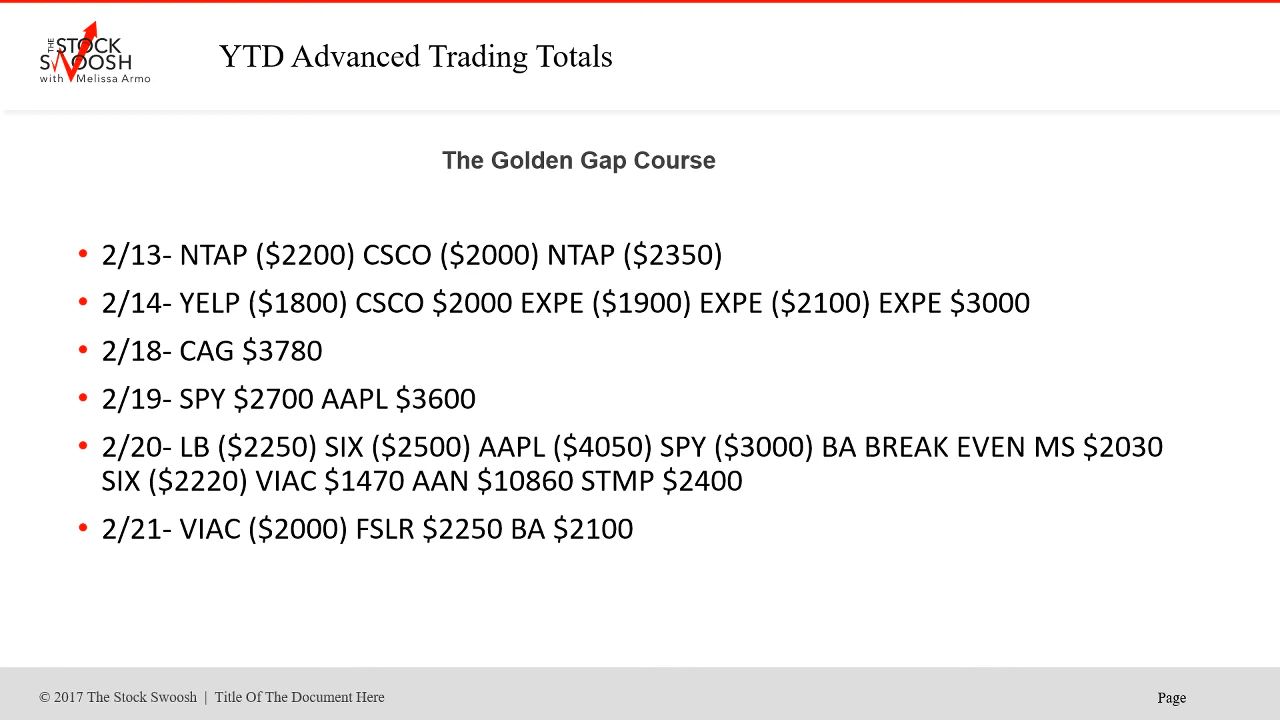 THE STOCK
SWOOSH
with Melissa Armo
YTD Advanced Trading Totals
The Golden Gap Course
• 2/13- NTAP ($2200) CSCO ($2000) NTAP ($2350)
• 2/14- YELP ($1800) CSCO $2000 EXPE ($1900) EXPE ($2100) EXPE $3000
• 2/18- CAG $3780
• 2/19- SPY $2700 AAPL $3600
• 2/20- LB ($2250) SIX ($2500) AAPL ($4050) SPY ($3000) BA BREAK EVEN MS $2030
SIX ($2220) VIAC $1470 AAN $10860 STMP $2400
• 2/21- VIAC ($2000) FSLR $2250 BA $2100
© 2017 The Stock Swoosh | Title Of The Document Here
Page